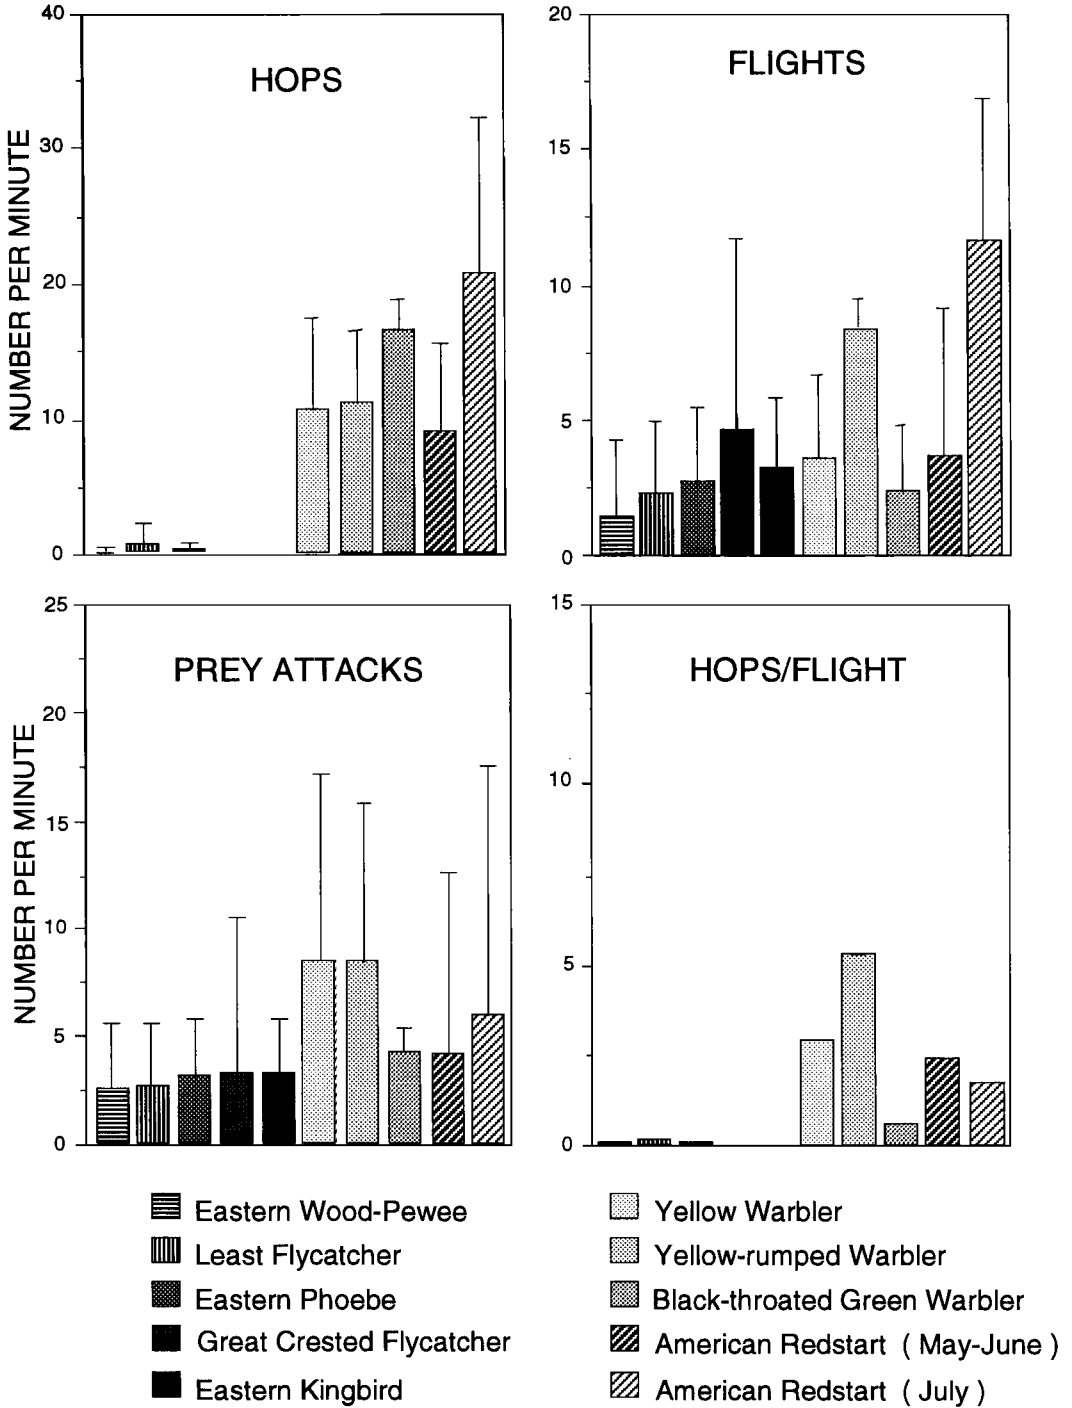 HOPS
NUMBER PER MINUTE
40
30
20
10
0
FLIGHTS
20
15
10
5
0
PREY ATTACKS
NUMBER PER MINUTE
25
20
15
10
5
0
HOPS/FLIGHT
15
10
5
0
Eastern Wood-Pewee
Least Flycatcher
Eastern Phoebe
Great Crested Flycatcher
Eastern Kingbird
Yellow Warbler
Yellow-rumped Warbler
Black-throated Green Warbler
American Redstart ( May-June )
American Redstart ( July )